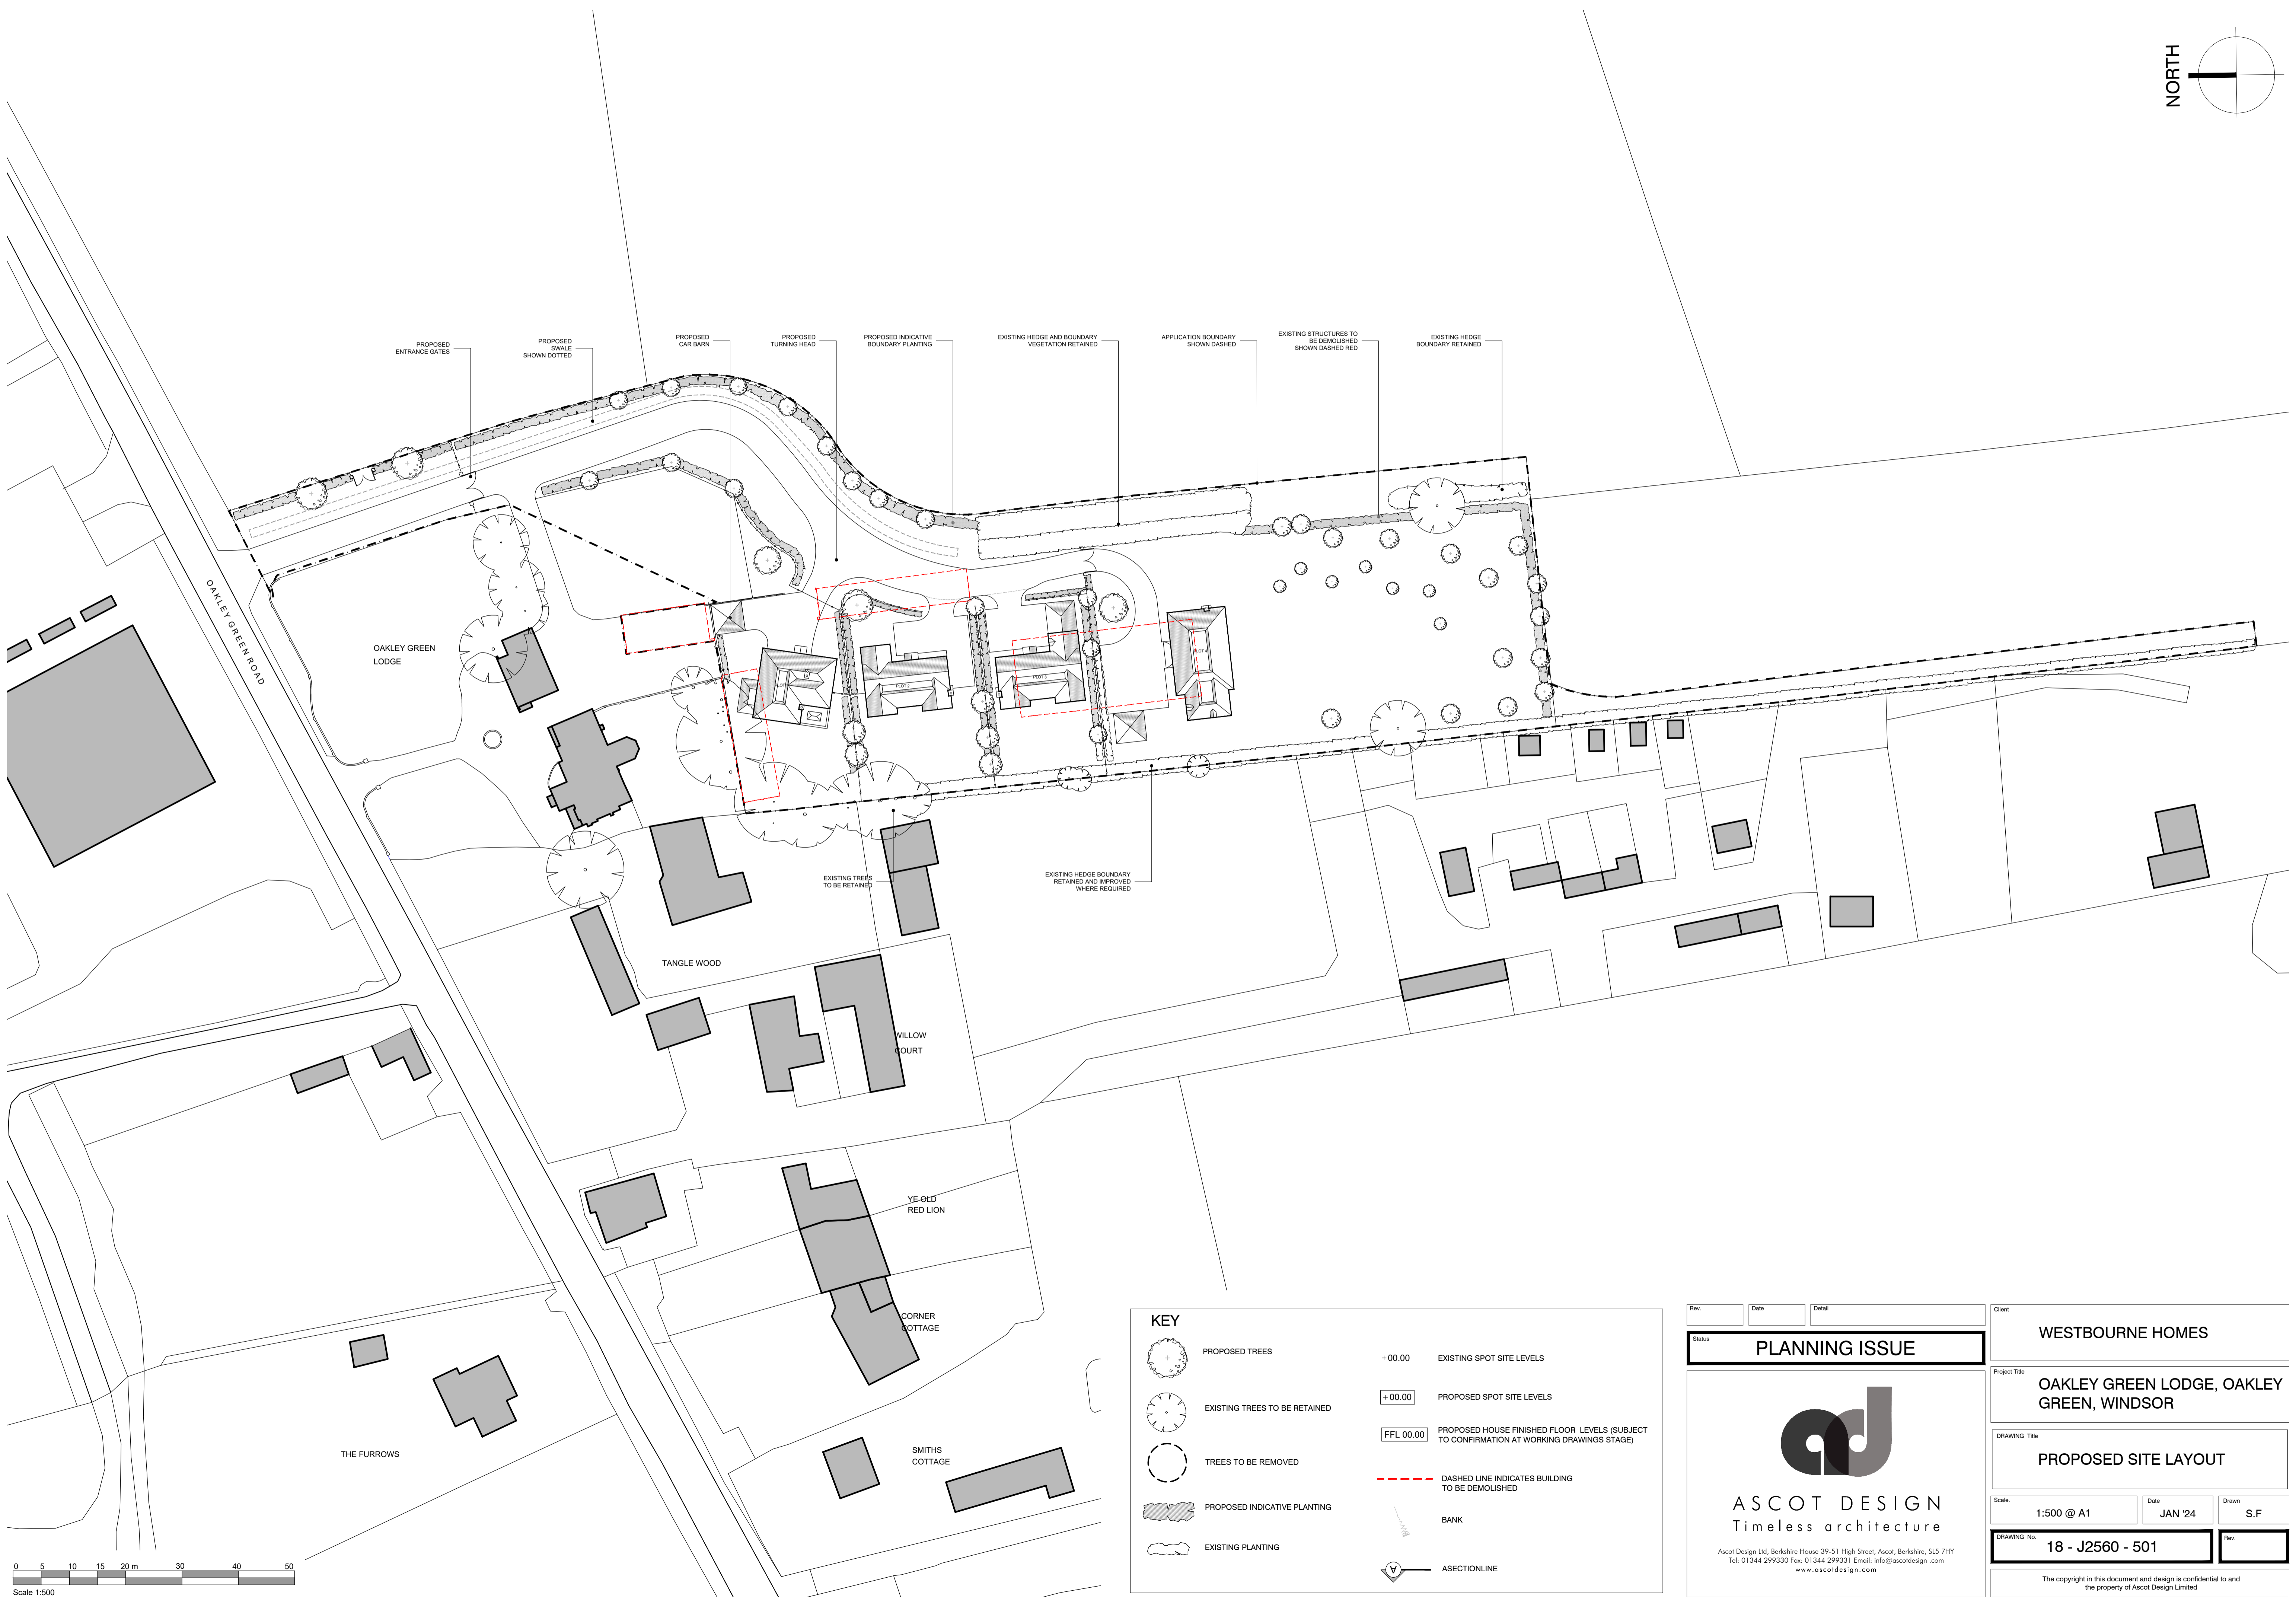 NORTH
PROPOSED
ENTRANCE GATES
PROPOSED
SWALE
SHOWN DOTTED
PROPOSED
CAR BARN
PROPOSED
TURNING HEAD
PROPOSED INDICATIVE
BOUNDARY PLANTING
EXISTING HEDGE AND BOUNDARY
VEGETATION RETAINED
APPLICATION BOUNDARY
SHOWN DASHED
EXISTING STRUCTURES TO
BE DEMOLISHED
SHOWN DASHED RED
EXISTING HEDGE
BOUNDARY RETAINED
OAKLEY GREEN ROAD
OAKLEY GREEN
LODGE
PLOT 2
PLOT 3
PLOT 4
EXISTING TREES
TO BE RETAINED
EXISTING HEDGE BOUNDARY
RETAINED AND IMPROVED
WHERE REQUIRED
TANGLE WOOD
WILLOW
COURT
YE OLD
RED LION
CORNER
COTTAGE
SMITHS
COTTAGE
THE FURROWS
0 5 10 15 20 m 30 40 50
Scale 1:500
KEY
PROPOSED TREES
EXISTING TREES TO BE RETAINED
TREES TO BE REMOVED
PROPOSED INDICATIVE PLANTING
EXISTING PLANTING
+00.00 EXISTING SPOT SITE LEVELS
+00.00 PROPOSED SPOT SITE LEVELS
FFL 00.00 PROPOSED HOUSE FINISHED FLOOR LEVELS (SUBJECT
TO CONFIRMATION AT WORKING DRAWINGS STAGE)
DASHED LINE INDICATES BUILDING
TO BE DEMOLISHED
BANK
A ASECTIONLINE
Rev. Date Detail
Status
PLANNING ISSUE
ad
ASCOT DESIGN
Timeless architecture
Ascot Design Ltd, Berkshire House 39-51 High Street, Ascot, Berkshire, SL5 7HY
Tel: 01344 299330 Fax: 01344 299331 Email: info@ascotdesign .com
www.ascotdesign.com
Client
WESTBOURNE HOMES
Project Title
OAKLEY GREEN LODGE, OAKLEY
GREEN, WINDSOR
DRAWING Title
PROPOSED SITE LAYOUT
Scale.
1:500 @ A1
Date
JAN '24
Drawn
S.F
DRAWING No.
18 - J2560 - 501
Rev.
The copyright in this document and design is confidential to and
the property of Ascot Design Limited